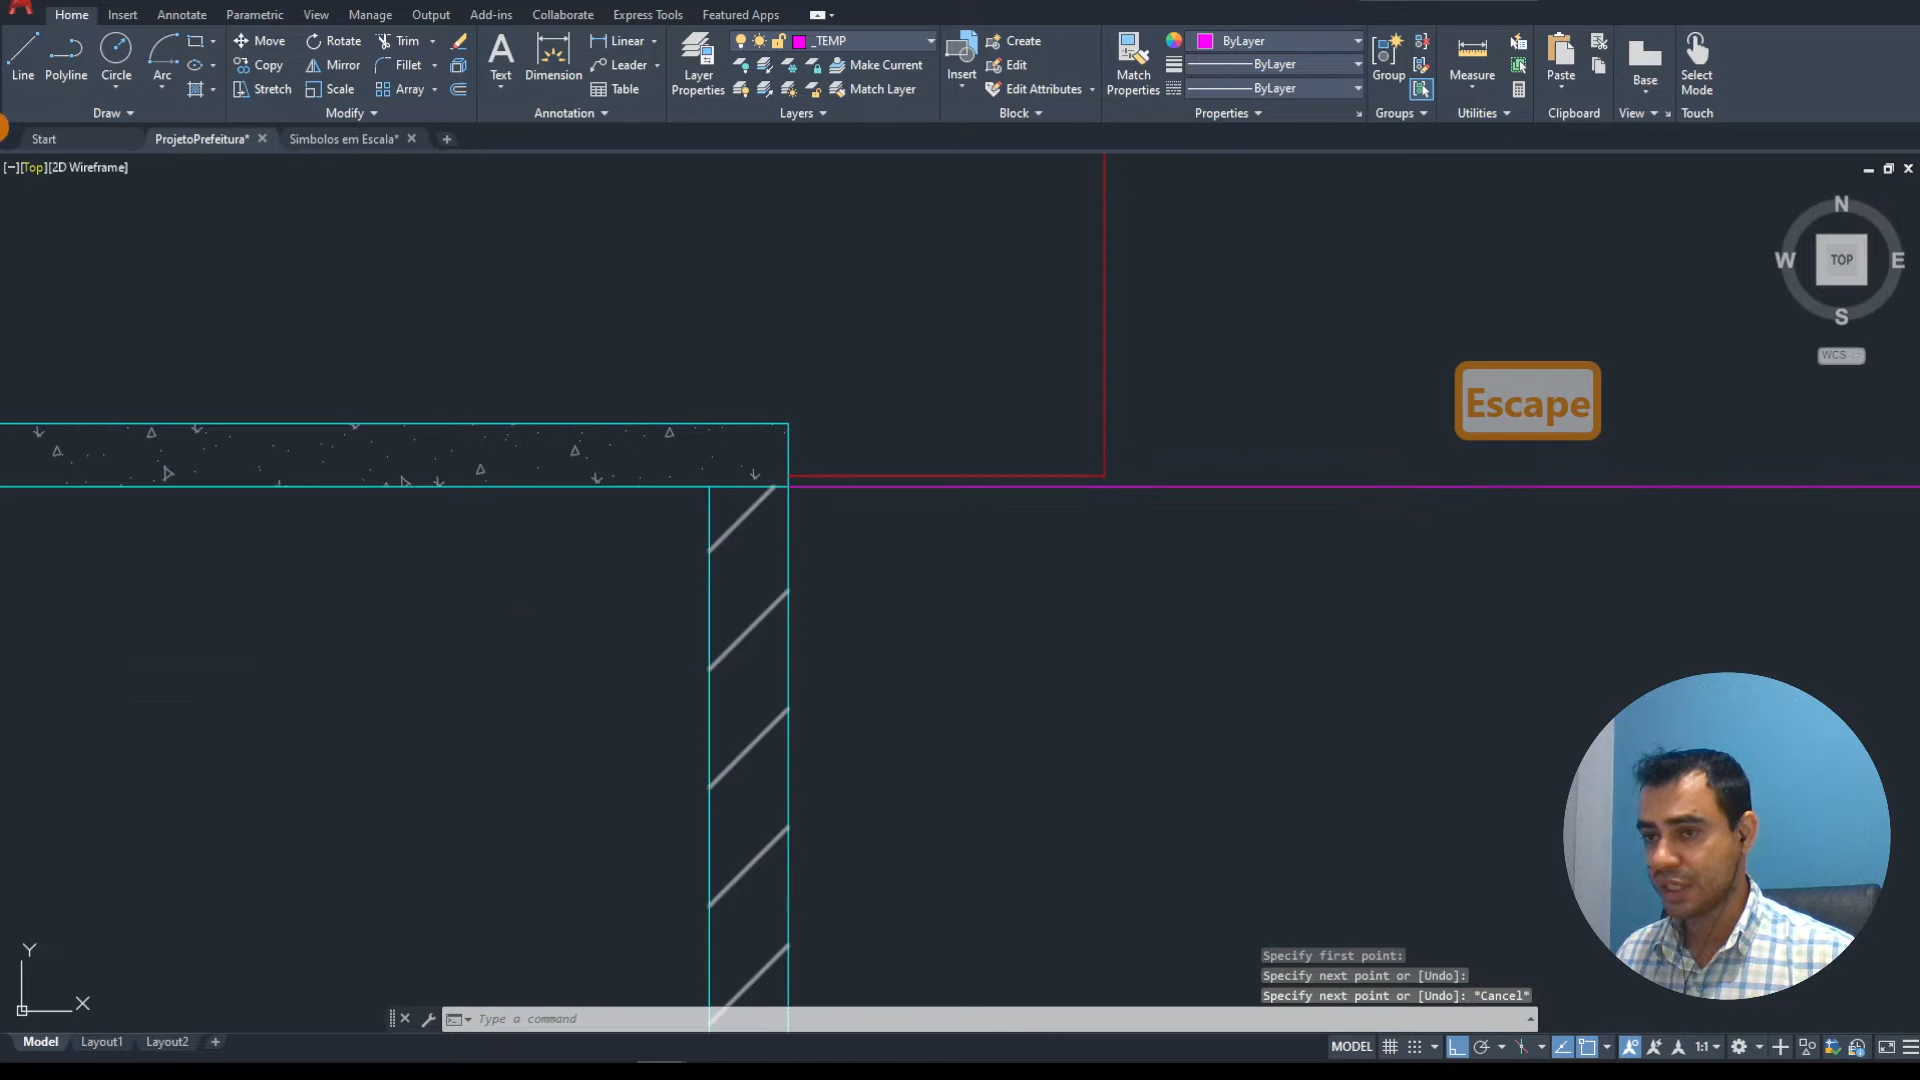 Home Insert Annotate Parametric View Manage Output Add-ins Collaborate Express Tools Featured Apps
Line Polyline Circle Arc
Move Rotate Trim
Copy Mirror Fillet
Stretch Scale Array
Text Dimension
Linear
Leader
Table
Layer Properties
_TEMP
Make Current
Match Layer
Insert
Create
Edit
Edit Attributes
Match Properties
ByLayer
ByLayer
ByLayer
Group
Measure
Paste
Base
Select Mode
Draw Modify Annotation Layers Block Properties Groups Utilities Clipboard View Touch
Start ProjetoPrefeitura* Simbolos em Escala*
[−][Top][2D Wireframe]
N
W TOP E
S
WCS
Escape
Y
X
Specify first point:
Specify next point or [Undo]:
Specify next point or [Undo]: *Cancel*
Type a command
Model Layout1 Layout2
MODEL 1:1